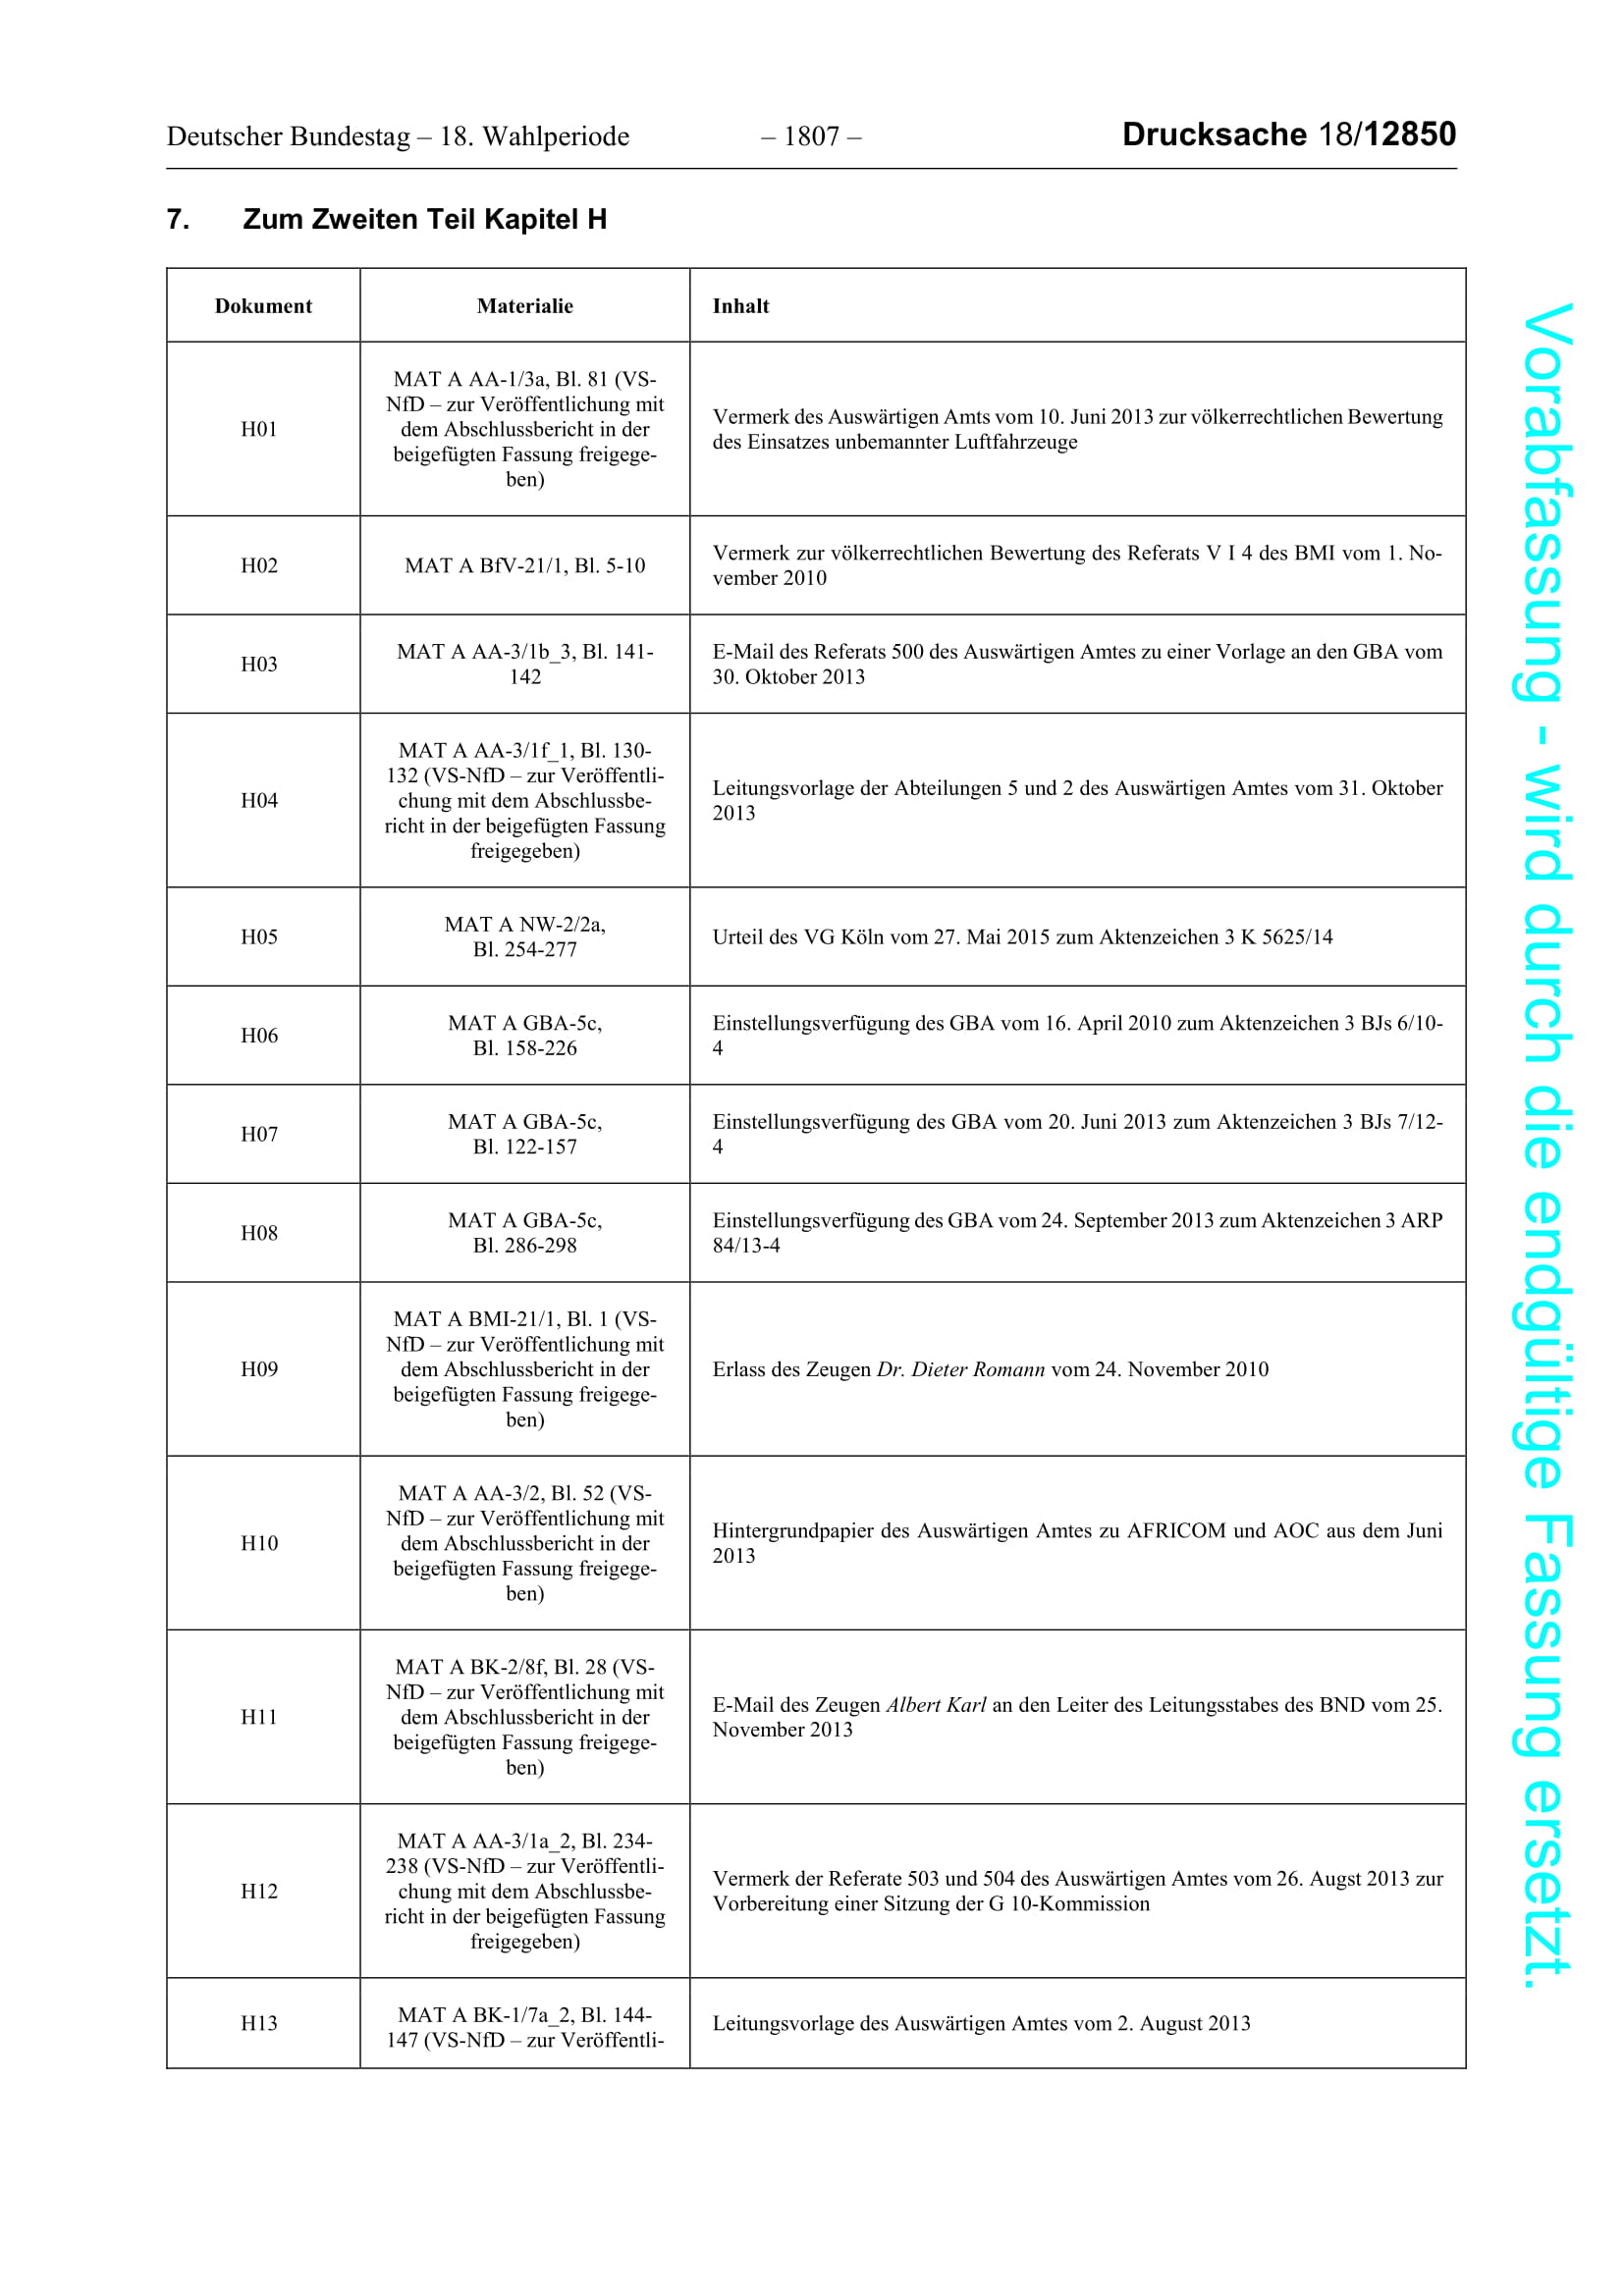 Deutscher Bundestag – 18. Wahlperiode – 1807 – Drucksache 18/12850
7. Zum Zweiten Teil Kapitel H
Dokument Materialie Inhalt
H01
MAT A AA-1/3a, Bl. 81 (VS-
NfD – zur Veröffentlichung mit
dem Abschlussbericht in der
beigefügten Fassung freigege-
ben)
Vermerk des Auswärtigen Amts vom 10. Juni 2013 zur völkerrechtlichen Bewertung
des Einsatzes unbemannter Luftfahrzeuge
H02
MAT A BfV-21/1, Bl. 5-10
Vermerk zur völkerrechtlichen Bewertung des Referats V I 4 des BMI vom 1. No-
vember 2010
H03
MAT A AA-3/1b_3, Bl. 141-
142
E-Mail des Referats 500 des Auswärtigen Amtes zu einer Vorlage an den GBA vom
30. Oktober 2013
H04
MAT A AA-3/1f_1, Bl. 130-
132 (VS-NfD – zur Veröffentli-
chung mit dem Abschlussbe-
richt in der beigefügten Fassung
freigegeben)
Leitungsvorlage der Abteilungen 5 und 2 des Auswärtigen Amtes vom 31. Oktober
2013
H05
MAT A NW-2/2a,
Bl. 254-277
Urteil des VG Köln vom 27. Mai 2015 zum Aktenzeichen 3 K 5625/14
H06
MAT A GBA-5c,
Bl. 158-226
Einstellungsverfügung des GBA vom 16. April 2010 zum Aktenzeichen 3 BJs 6/10-
4
H07
MAT A GBA-5c,
Bl. 122-157
Einstellungsverfügung des GBA vom 20. Juni 2013 zum Aktenzeichen 3 BJs 7/12-
4
H08
MAT A GBA-5c,
Bl. 286-298
Einstellungsverfügung des GBA vom 24. September 2013 zum Aktenzeichen 3 ARP
84/13-4
H09
MAT A BMI-21/1, Bl. 1 (VS-
NfD – zur Veröffentlichung mit
dem Abschlussbericht in der
beigefügten Fassung freigege-
ben)
Erlass des Zeugen Dr. Dieter Romann vom 24. November 2010
H10
MAT A AA-3/2, Bl. 52 (VS-
NfD – zur Veröffentlichung mit
dem Abschlussbericht in der
beigefügten Fassung freigege-
ben)
Hintergrundpapier des Auswärtigen Amtes zu AFRICOM und AOC aus dem Juni
2013
H11
MAT A BK-2/8f, Bl. 28 (VS-
NfD – zur Veröffentlichung mit
dem Abschlussbericht in der
beigefügten Fassung freigege-
ben)
E-Mail des Zeugen Albert Karl an den Leiter des Leitungsstabes des BND vom 25.
November 2013
H12
MAT A AA-3/1a_2, Bl. 234-
238 (VS-NfD – zur Veröffentli-
chung mit dem Abschlussbe-
richt in der beigefügten Fassung
freigegeben)
Vermerk der Referate 503 und 504 des Auswärtigen Amtes vom 26. Augst 2013 zur
Vorbereitung einer Sitzung der G 10-Kommission
H13
MAT A BK-1/7a_2, Bl. 144-
147 (VS-NfD – zur Veröffentli-
Leitungsvorlage des Auswärtigen Amtes vom 2. August 2013
Vorabfassung - wird durch die endgültige Fassung ersetzt.